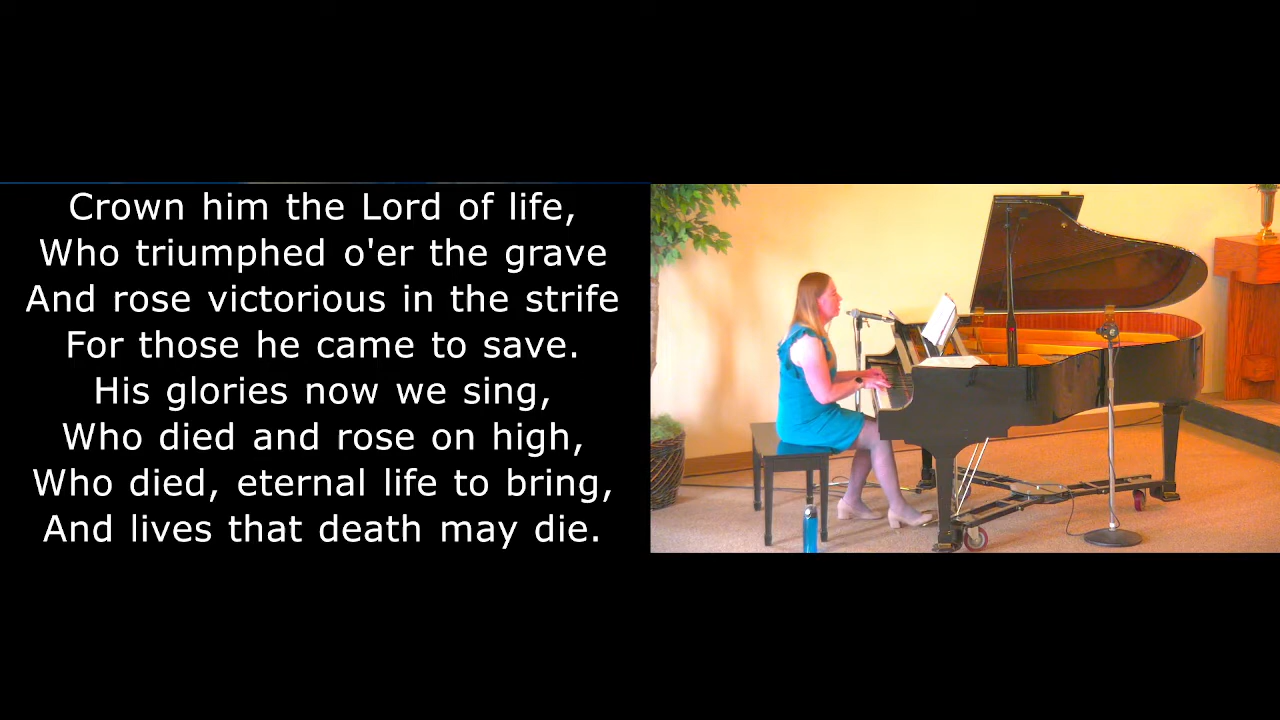 Crown him the Lord of life,
Who triumphed o'er the grave
And rose victorious in the strife
For those he came to save.
His glories now we sing,
Who died and rose on high,
Who died, eternal life to bring,
And lives that death may die.